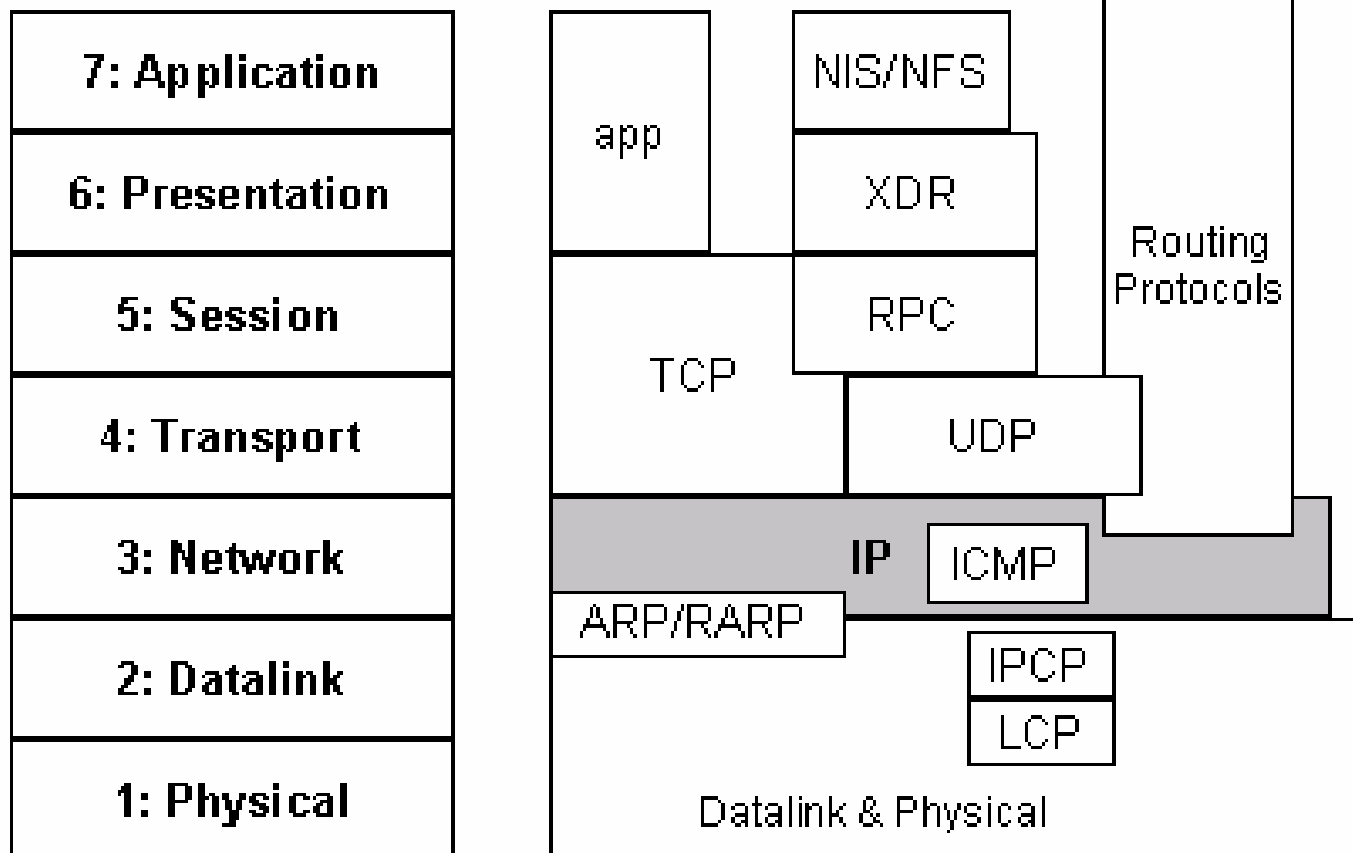 7: Application
6: Presentation
5: Session
4: Transport
3: Network
2: Datalink
1: Physical
app
NIS/NFS
XDR
RPC
TCP
UDP
Routing
Protocols
IP
ICMP
ARP/RARP
IPCP
LCP
Datalink & Physical